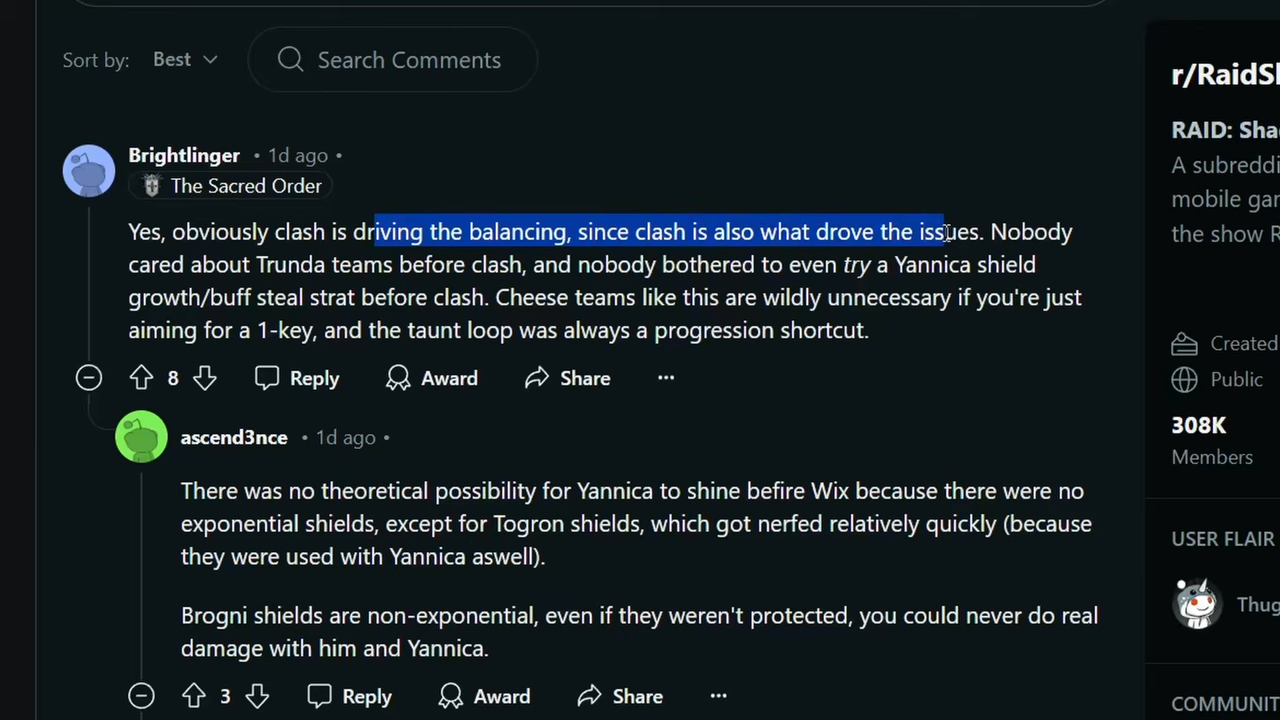 Sort by: Best
Search Comments
Brightlinger • 1d ago •
The Sacred Order
Yes, obviously clash is driving the balancing, since clash is also what drove the issues. Nobody
cared about Trunda teams before clash, and nobody bothered to even try a Yannica shield
growth/buff steal strat before clash. Cheese teams like this are wildly unnecessary if you're just
aiming for a 1-key, and the taunt loop was always a progression shortcut.
8 Reply Award Share
ascend3nce • 1d ago •
There was no theoretical possibility for Yannica to shine befire Wix because there were no
exponential shields, except for Togron shields, which got nerfed relatively quickly (because
they were used with Yannica aswell).
Brogni shields are non-exponential, even if they weren't protected, you could never do real
damage with him and Yannica.
3 Reply Award Share
r/RaidSh
RAID: Sha
A subreddi
mobile gar
the show R
Created
Public
308K
Members
USER FLAIR
Thug
COMMUNIT